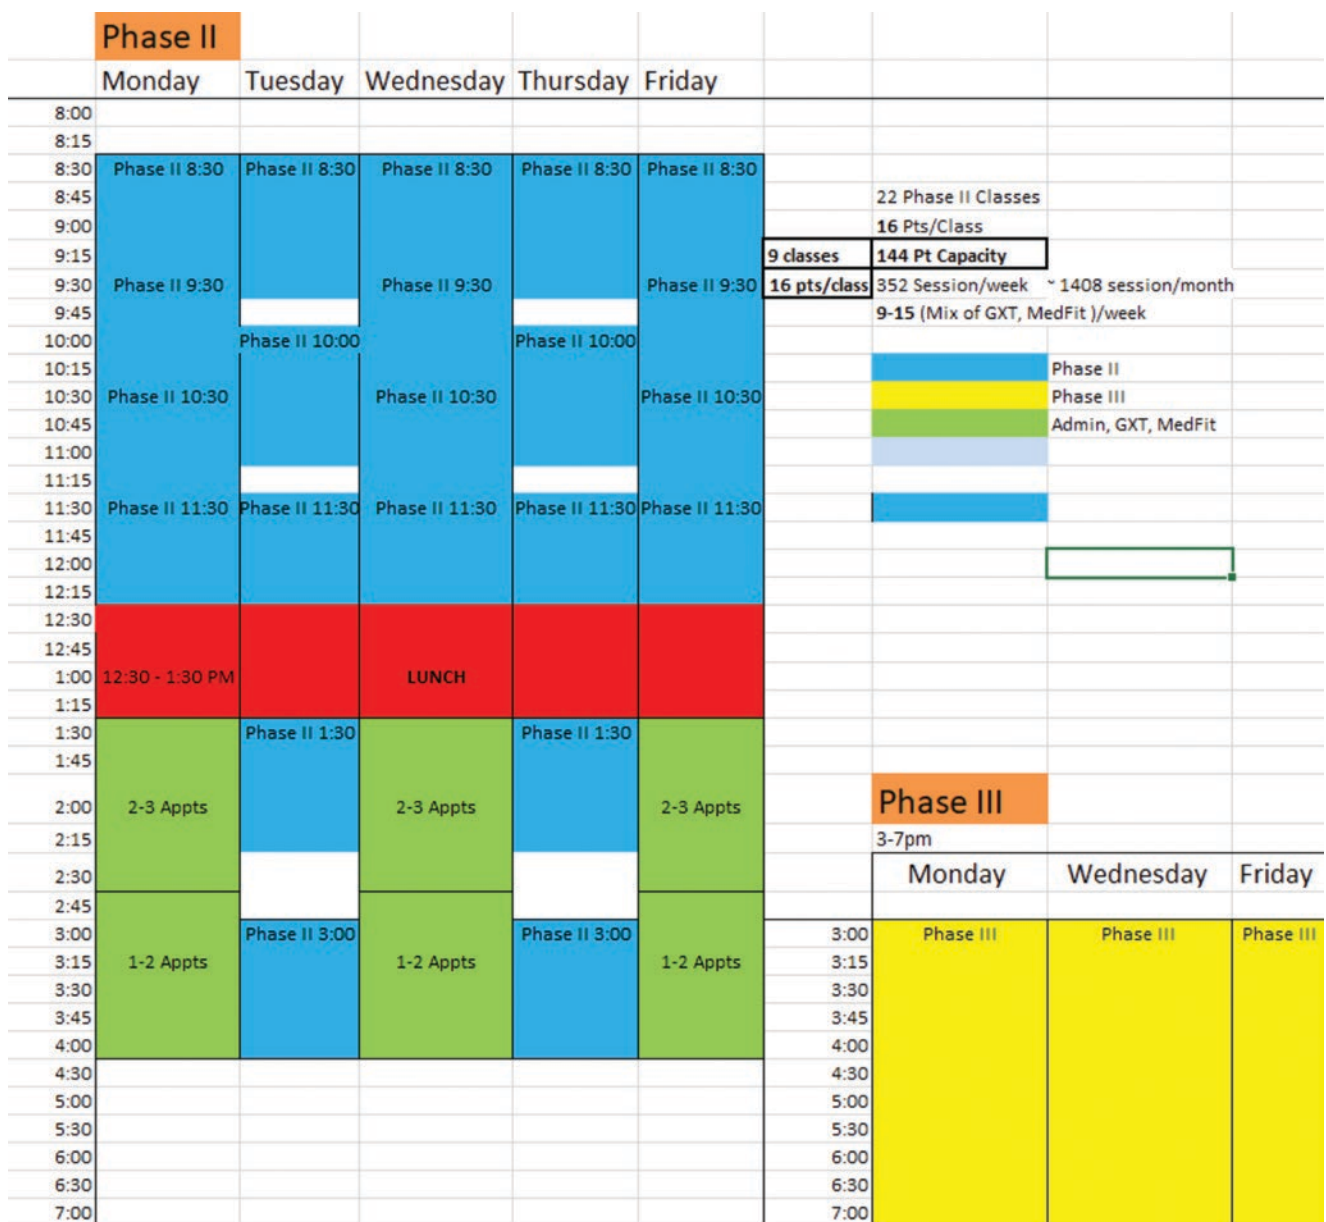 Phase II
Monday Tuesday Wednesday Thursday Friday
8:00
8:15
8:30 Phase II 8:30 Phase II 8:30 Phase II 8:30 Phase II 8:30 Phase II 8:30
8:45 22 Phase II Classes
9:00 16 Pts/Class
9:15 9 classes 144 Pt Capacity
9:30 Phase II 9:30 Phase II 9:30 Phase II 9:30 16 pts/class 352 Session/week ~ 1408 session/month
9:45 9-15 (Mix of GXT, MedFit )/week
10:00 Phase II 10:00 Phase II 10:00
10:15 Phase II
10:30 Phase II 10:30 Phase II 10:30 Phase II 10:30 Phase III
10:45 Admin, GXT, MedFit
11:00
11:15
11:30 Phase II 11:30 Phase II 11:30 Phase II 11:30 Phase II 11:30 Phase II 11:30
11:45
12:00
12:15
12:30
12:45
1:00 12:30 - 1:30 PM LUNCH
1:15
1:30 Phase II 1:30 Phase II 1:30
1:45
2:00 2-3 Appts 2-3 Appts 2-3 Appts Phase III
2:15 3-7pm
2:30 Monday Wednesday Friday
2:45
3:00 Phase II 3:00 Phase II 3:00 3:00 Phase III Phase III Phase III
3:15 1-2 Appts 1-2 Appts 1-2 Appts 3:15
3:30 3:30
3:45 3:45
4:00 4:00
4:30 4:30
5:00 5:00
5:30 5:30
6:00 6:00
6:30 6:30
7:00 7:00